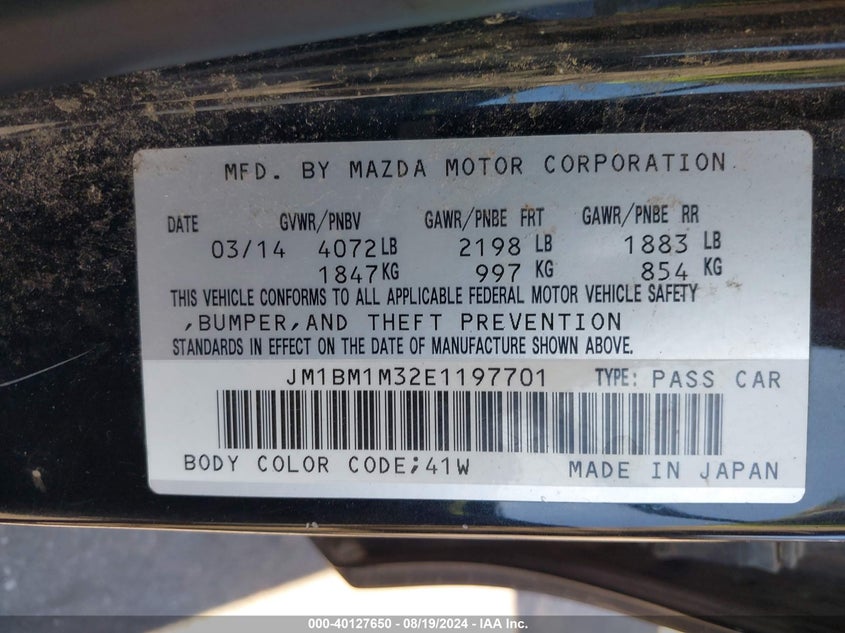 MFD. BY MAZDA MOTOR CORPORATION
DATE GVWR/PNBV GAWR/PNBE FRT GAWR/PNBE RR
03/14 4072LB 2198 LB 1883 LB
1847KG 997 KG 854 KG
THIS VEHICLE CONFORMS TO ALL APPLICABLE FEDERAL MOTOR VEHICLE SAFETY
,BUMPER,AND THEFT PREVENTION
STANDARDS IN EFFECT ON THE DATE OF MANUFACTURE SHOWN ABOVE.
JM1BM1M32E1197701 TYPE: PASS CAR
BODY COLOR CODE;41W MADE IN JAPAN
000-40127650 - 08/19/2024 - IAA Inc.